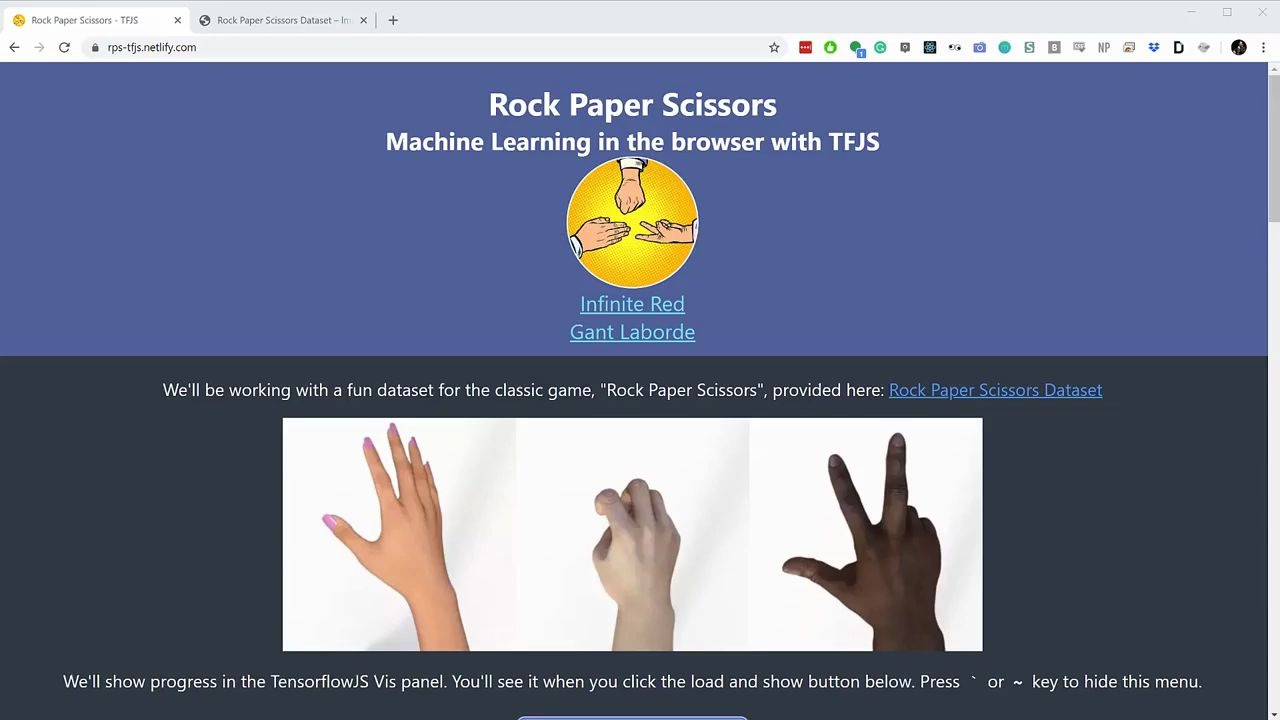 Rock Paper Scissors - TFJS
Rock Paper Scissors Dataset – Im
rps-tfjs.netlify.com
1
S
B
NP
D
Rock Paper Scissors
Machine Learning in the browser with TFJS
Infinite Red
Gant Laborde
We'll be working with a fun dataset for the classic game, "Rock Paper Scissors", provided here: Rock Paper Scissors Dataset
We'll show progress in the TensorflowJS Vis panel. You'll see it when you click the load and show button below. Press ` or ~ key to hide this menu.